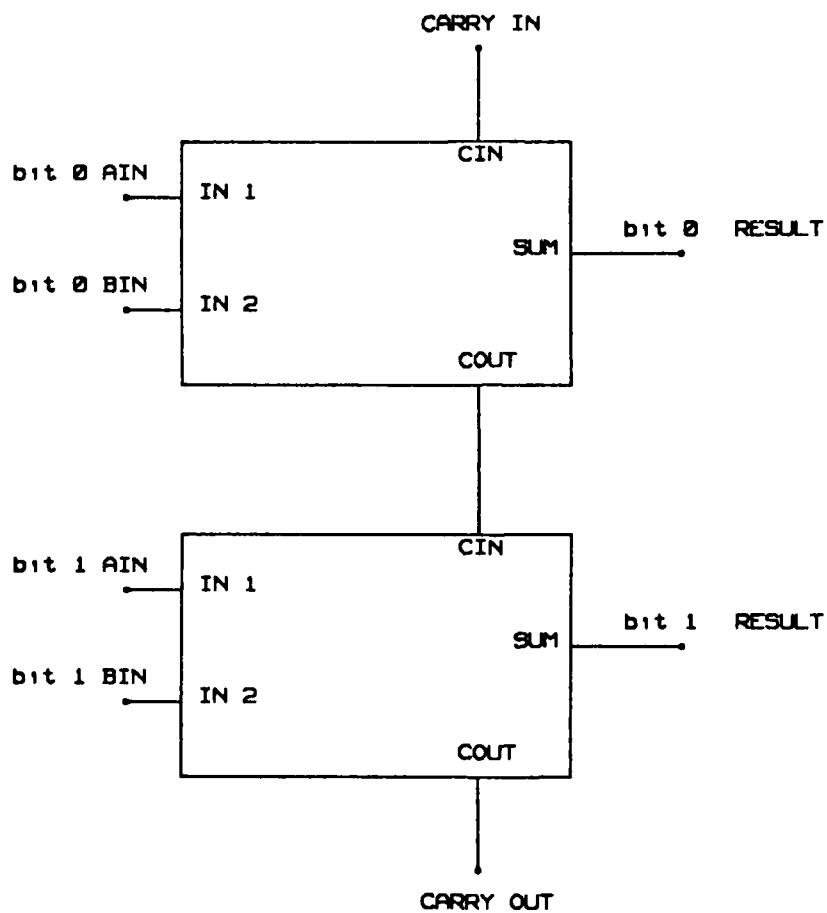 CARRY IN
CIN
bit 0 AIN
IN 1
bit 0 RESULT
SUM
bit 0 BIN
IN 2
COUT
CIN
bit 1 AIN
IN 1
bit 1 RESULT
SUM
bit 1 BIN
IN 2
COUT
CARRY OUT